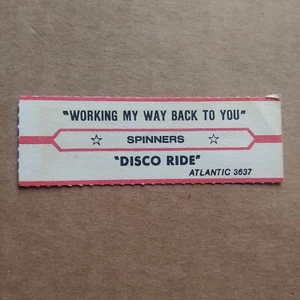 "WORKING MY WAY BACK TO YOU"
☆ SPINNERS ☆
"DISCO RIDE"
ATLANTIC 3637